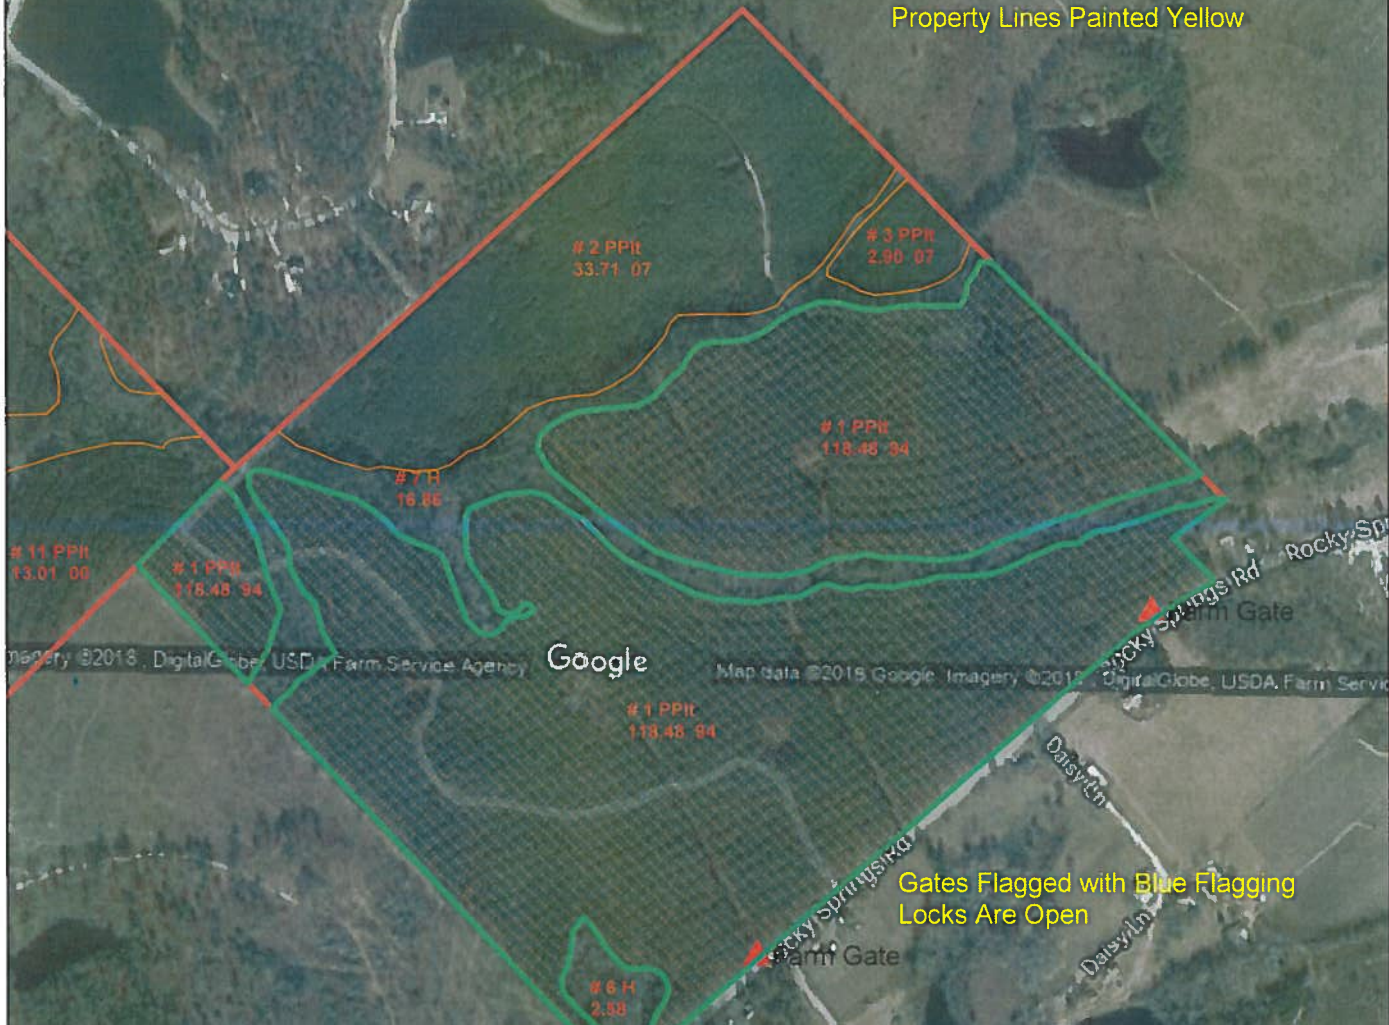 Property Lines Painted Yellow
# 2 PPlt
33.71 07
# 3 PPlt
2.90 07
# 1 PPlt
118.48 94
# 7 H
16.86
# 11 PPlt
13.01 00
# 1 PPlt
118.48 94
Rocky Spr
Rocky Springs Rd
Farm Gate
Imagery ©2018 , DigitalGlobe, USDA Farm Service Agency
Google
Map data ©2018 Google Imagery ©2018 , DigitalGlobe, USDA Farm Servic
# 1 PPlt
118.48 94
Daisy Ln
Rocky Springs Rd
Gates Flagged with Blue Flagging
Locks Are Open
Daisy Ln
Farm Gate
# 6 H
2.58